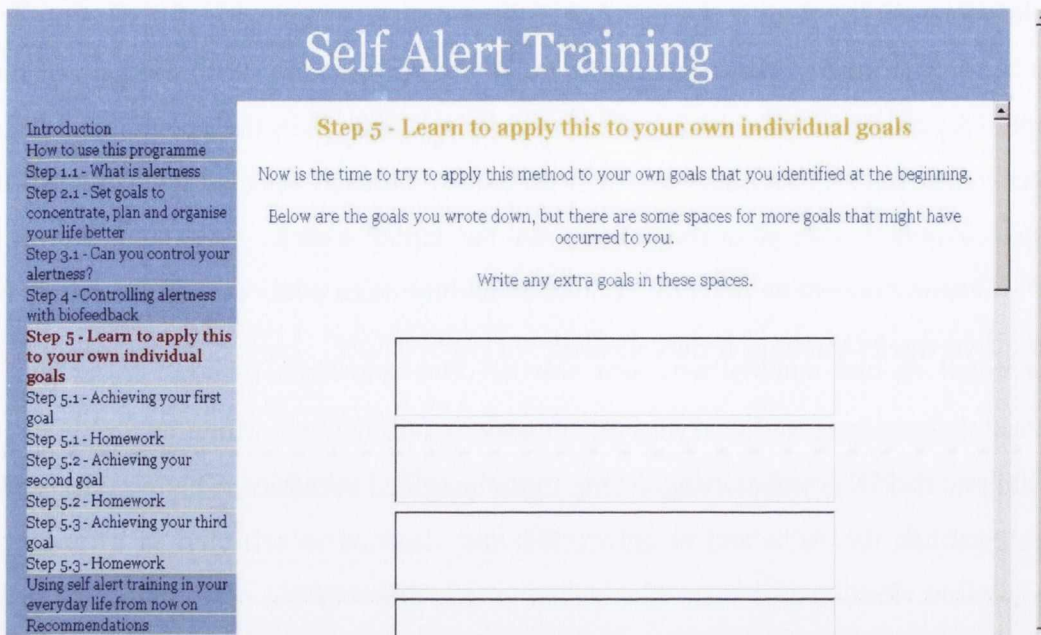 Self Alert Training
Introduction
How to use this programme
Step 1.1 - What is alertness
Step 2.1 - Set goals to
concentrate, plan and organise
your life better
Step 3.1 - Can you control your
alertness?
Step 4 - Controlling alertness
with biofeedback
Step 5 - Learn to apply this
to your own individual
goals
Step 5.1 - Achieving your first
goal
Step 5.1 - Homework
Step 5.2 - Achieving your
second goal
Step 5.2 - Homework
Step 5.3 - Achieving your third
goal
Step 5.3 - Homework
Using self alert training in your
everyday life from now on
Recommendations
Step 5 - Learn to apply this to your own individual goals
Now is the time to try to apply this method to your own goals that you identified at the beginning.
Below are the goals you wrote down, but there are some spaces for more goals that might have
occurred to you.
Write any extra goals in these spaces.